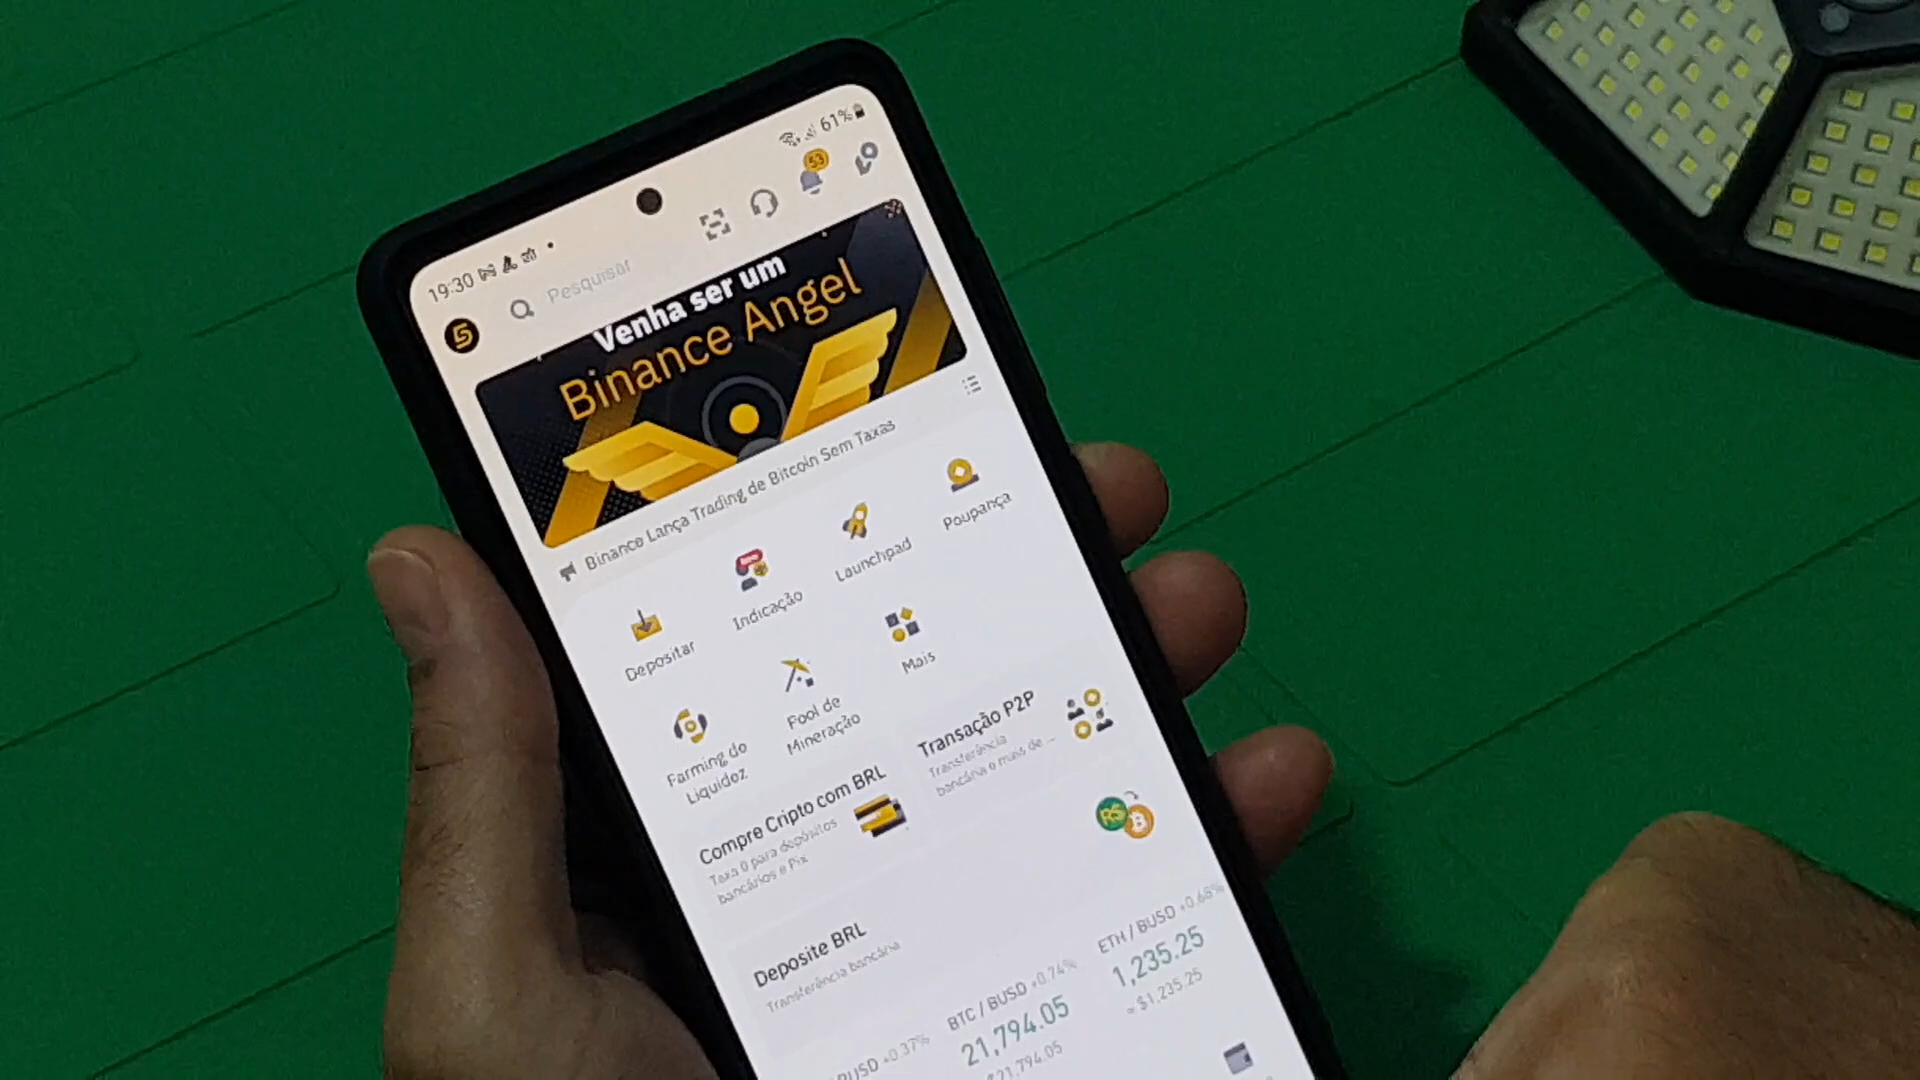 19:30
61%
53
Pesquisar
Venha ser um
Binance Angel
Binance Lança Trading de Bitcoin Sem Taxas
Depositar
Indicação
Launchpad
Poupança
Farming de
Liquidez
Pool de
Mineração
Mais
Compre Cripto com BRL
Taxa 0 para depósitos
bancários e Pix
Transação P2P
Transferência
bancária e mais de ...
Deposite BRL
Transferência bancária
R$
USD +0.37%
BTC / BUSD +0.74%
21,794.05
$21,794.05
ETH / BUSD +0.68%
1,235.25
≈ $1,235.25